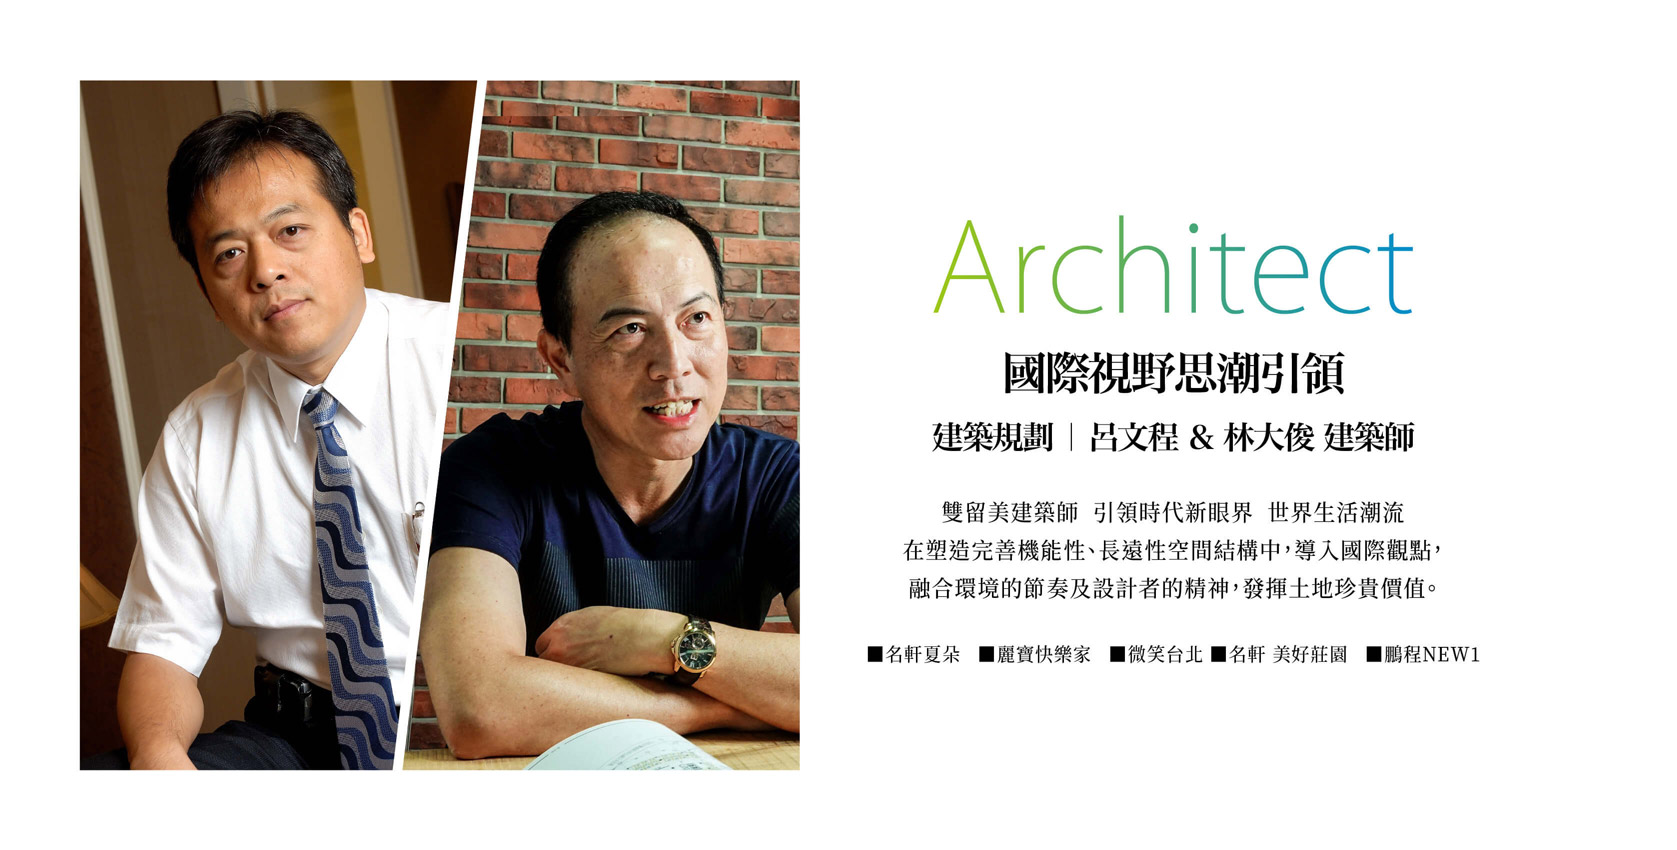 Architect
國際視野思潮引領
建築規劃｜呂文程 & 林大俊 建築師
雙留美建築師 引領時代新眼界 世界生活潮流
在塑造完善機能性、長遠性空間結構中，導入國際觀點，
融合環境的節奏及設計者的精神，發揮土地珍貴價值。
■名軒夏朵 ■麗寶快樂家 ■微笑台北 ■名軒 美好莊園 ■鵬程NEW1